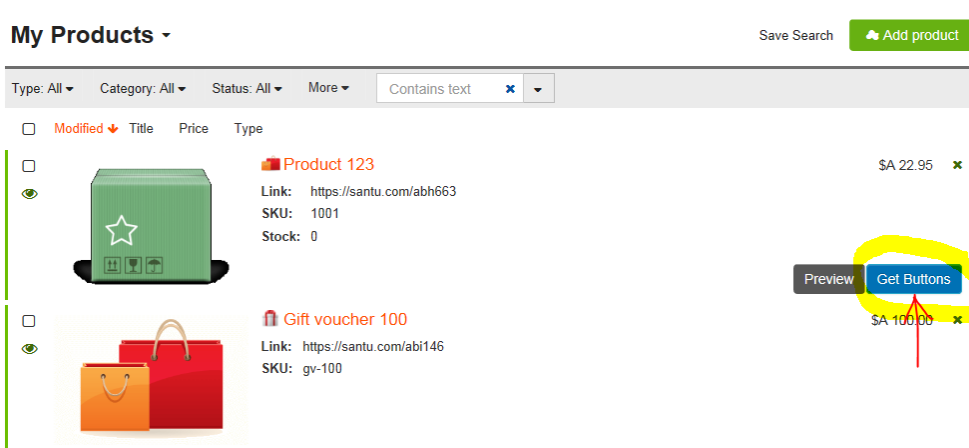 My Products
Save Search
Add product
Type: All
Category: All
Status: All
More
Contains text
Modified
Title
Price
Type
Product 123
$A 22.95
Link: https://santu.com/abh663
SKU: 1001
Stock: 0
Preview
Get Buttons
Gift voucher 100
$A 100.00
Link: https://santu.com/abi146
SKU: gv-100